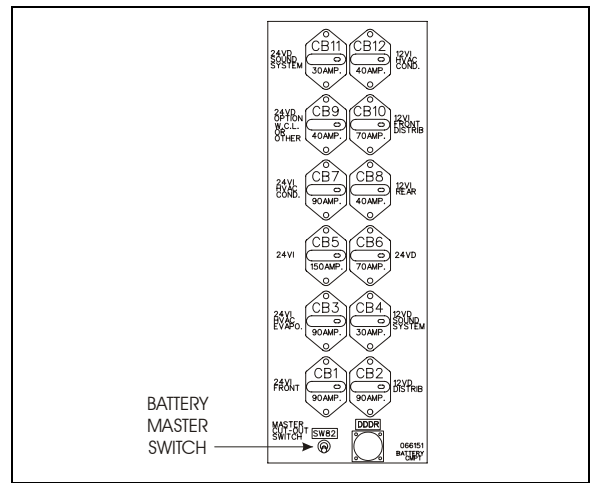 24VD
SOUND
SYSTEM
CB11
30AMP.
CB12
40AMP.
12VI
HVAC
COND.
24VD
OPTION
W.C.L.
OR
OTHER
CB9
40AMP.
CB10
70AMP.
12VI
FRONT
DISTRIB
24VI
HVAC
COND.
CB7
90AMP.
CB8
40AMP.
12VI
REAR
24VI
CB5
150AMP.
CB6
70AMP.
24VD
24VI
HVAC
EVAPO.
CB3
90AMP.
CB4
30AMP.
12VD
SOUND
SYSTEM
24VI
FRONT
CB1
90AMP.
CB2
90AMP.
12VD
DISTRIB
BATTERY
MASTER
SWITCH
MASTER
CUT-OUT
SWITCH
SW82
DDDR
066151
BATTERY
CMPT